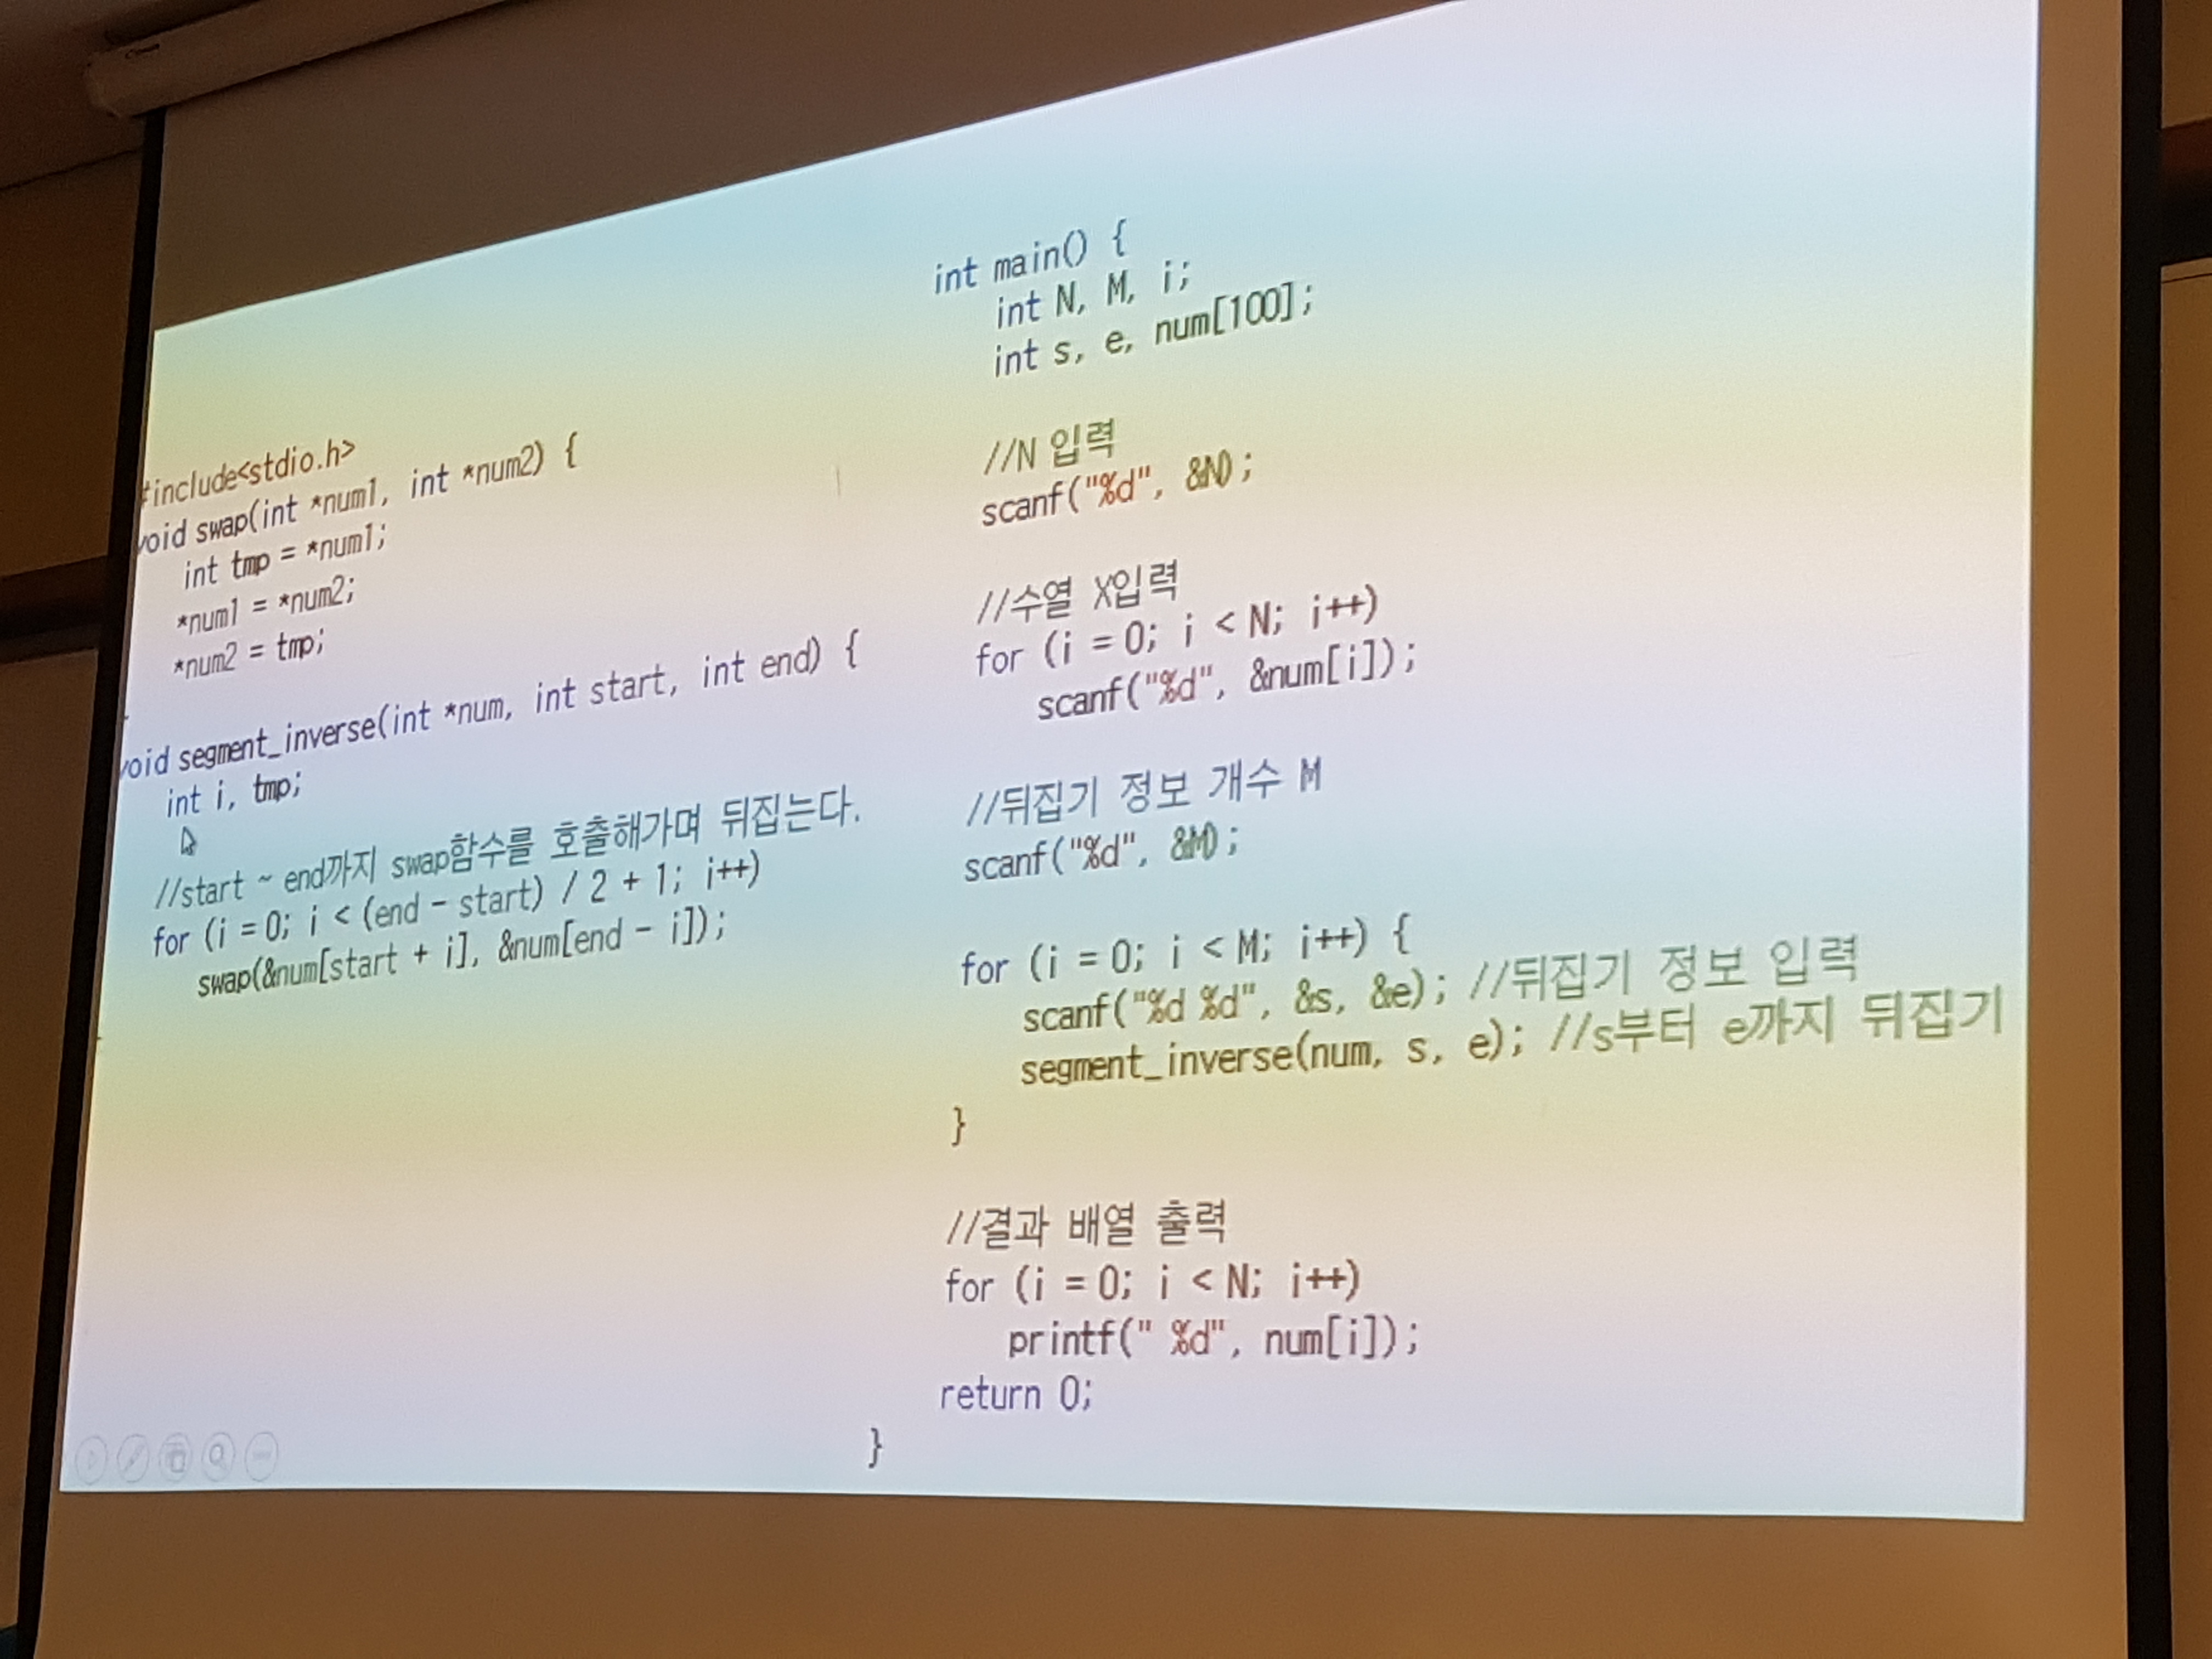 #include<stdio.h>
void swap(int *num1, int *num2) {
int tmp = *num1;
*num1 = *num2;
*num2 = tmp;
void segment_inverse(int *num, int start, int end) {
int i, tmp;
//start ~ end까지 swap함수를 호출해가며 뒤집는다.
for (i = 0; i < (end - start) / 2 + 1; i++)
swap(&num[start + i], &num[end - i]);
int main() {
int N, M, i;
int s, e, num[100];
//N 입력
scanf("%d", &N);
//수열 X입력
for (i = 0; i < N; i++)
scanf("%d", &num[i]);
//뒤집기 정보 개수 M
scanf("%d", &M);
for (i = 0; i < M; i++) {
scanf("%d %d", &s, &e); //뒤집기 정보 입력
segment_inverse(num, s, e); //s부터 e까지 뒤집기
}
//결과 배열 출력
for (i = 0; i < N; i++)
printf(" %d", num[i]);
return 0;
}